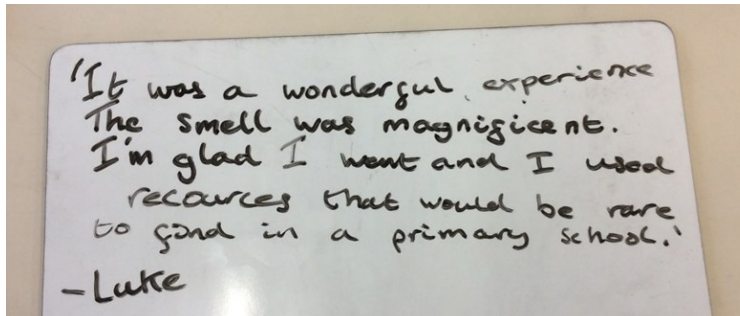 'It was a wonderful experience
The smell was magnificent.
I'm glad I went and I used
recources that would be rare
to find in a primary school.'
- Luke